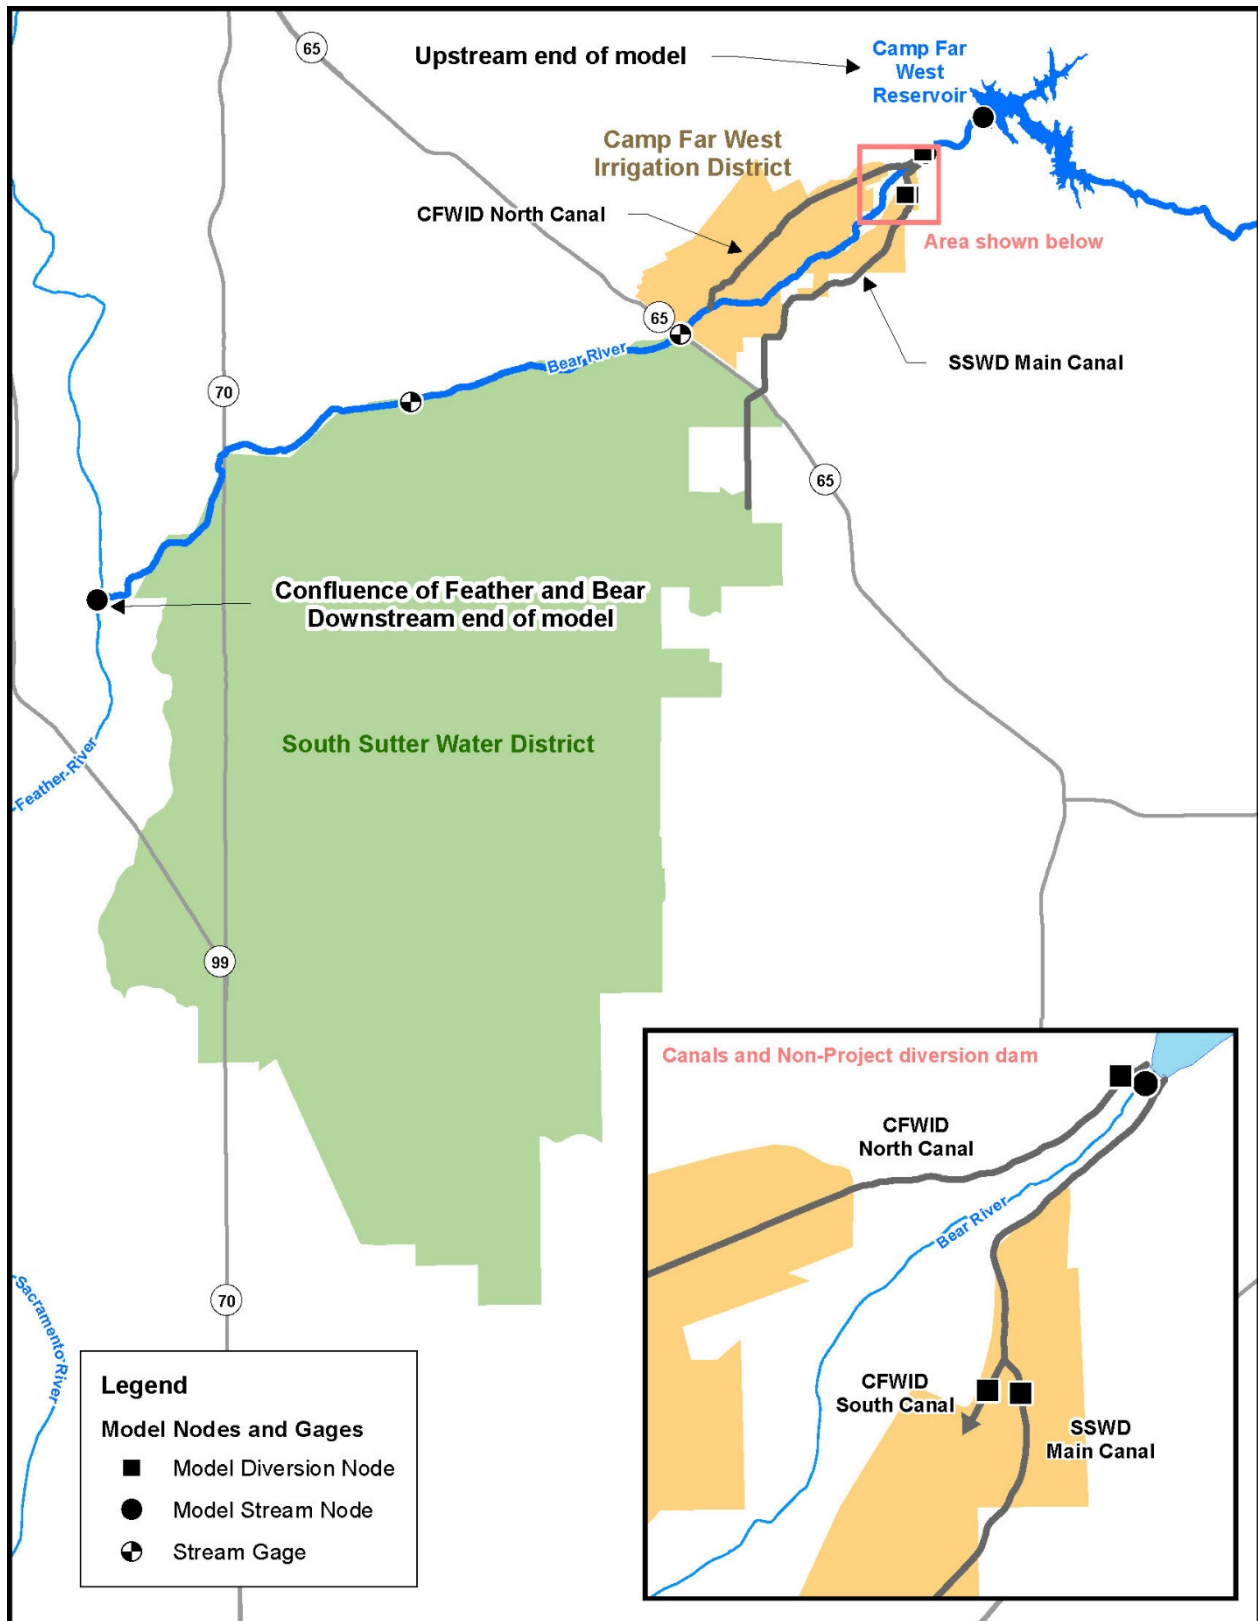 65
Upstream end of model
Camp Far
West
Reservoir
Camp Far West
Irrigation District
CFWID North Canal
Area shown below
65
Bear River
SSWD Main Canal
70
65
Confluence of Feather and Bear
Downstream end of model
South Sutter Water District
Feather River
99
70
Sacramento River
Canals and Non-Project diversion dam
CFWID
North Canal
Bear River
CFWID
South Canal
SSWD
Main Canal
Legend
Model Nodes and Gages
Model Diversion Node
Model Stream Node
Stream Gage